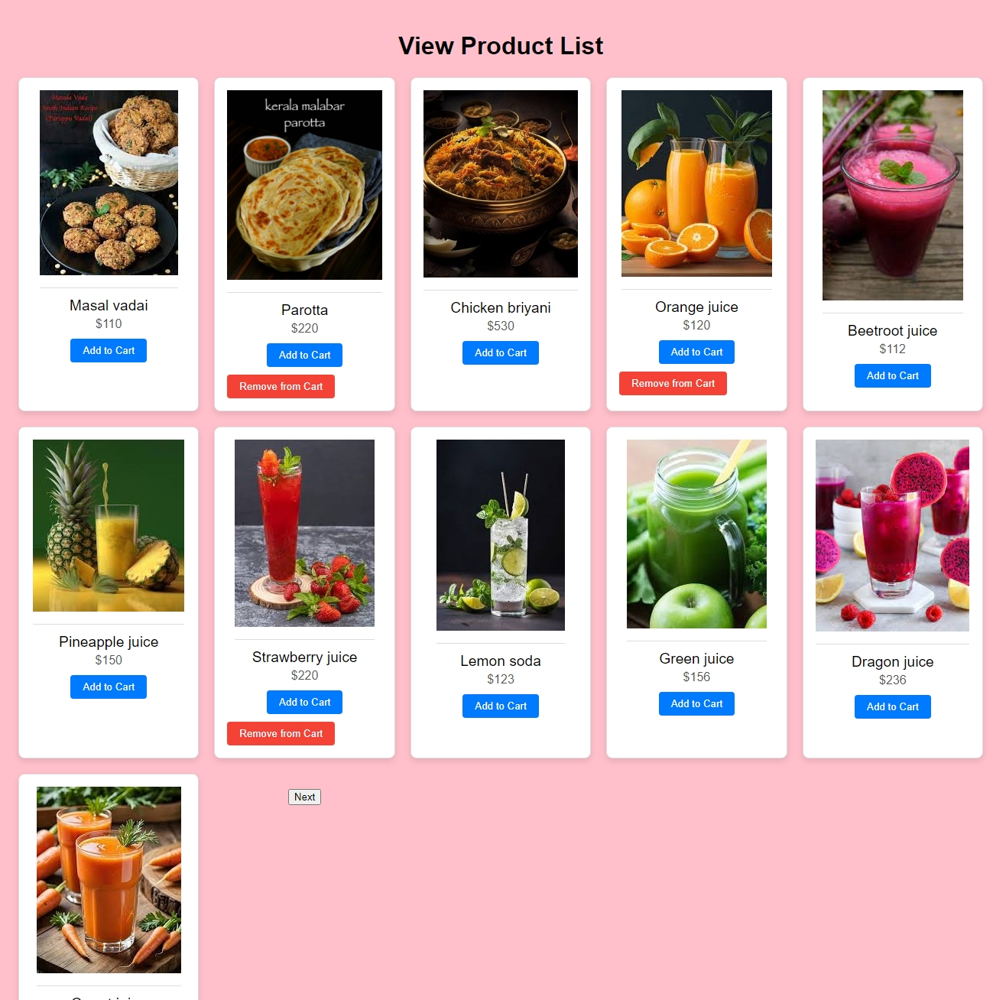 View Product List
Masala Vada
South Indian Recipe
(Paruppu Vadai)
Masal vadai
$110
Add to Cart
kerala malabar
parotta
Parotta
$220
Add to Cart
Remove from Cart
Chicken briyani
$530
Add to Cart
Orange juice
$120
Add to Cart
Remove from Cart
Beetroot juice
$112
Add to Cart
Pineapple juice
$150
Add to Cart
Strawberry juice
$220
Add to Cart
Remove from Cart
Lemon soda
$123
Add to Cart
Green juice
$156
Add to Cart
Dragon juice
$236
Add to Cart
Next